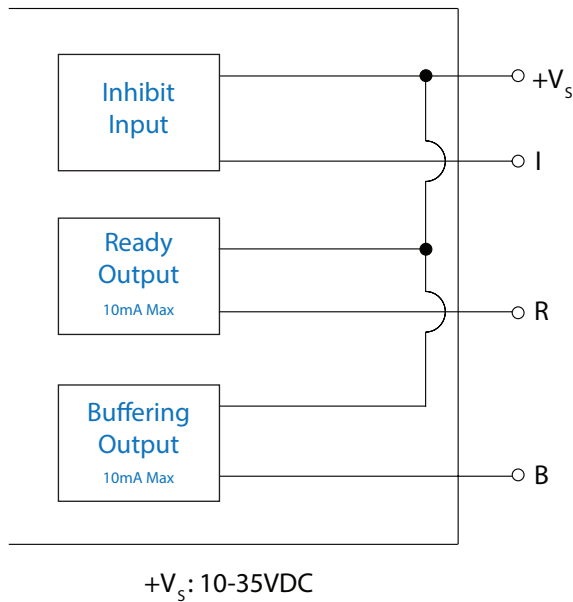 Inhibit
Input
+Vs
I
Ready
Output
10mA Max
R
Buffering
Output
10mA Max
B
+Vs: 10-35VDC